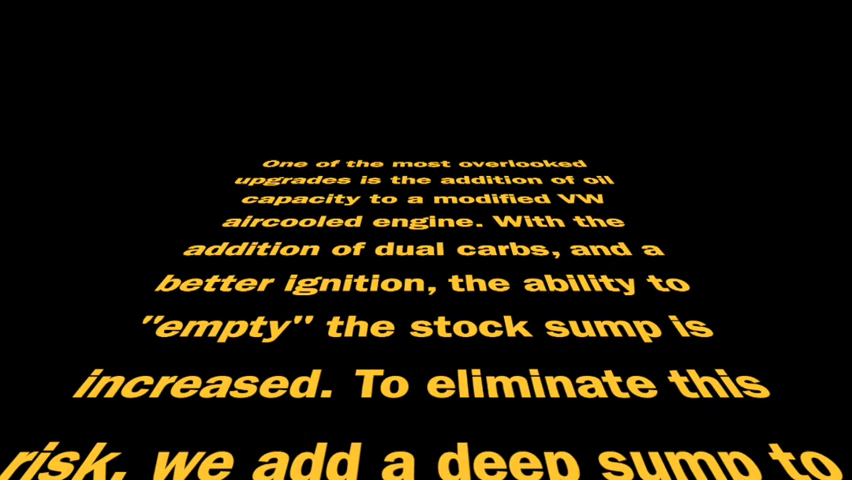 One of the most overlooked
upgrades is the addition of oil
capacity to a modified VW
aircooled engine. With the
addition of dual carbs, and a
better ignition, the ability to
"empty" the stock sump is
increased. To eliminate this
risk, we add a deep sump to